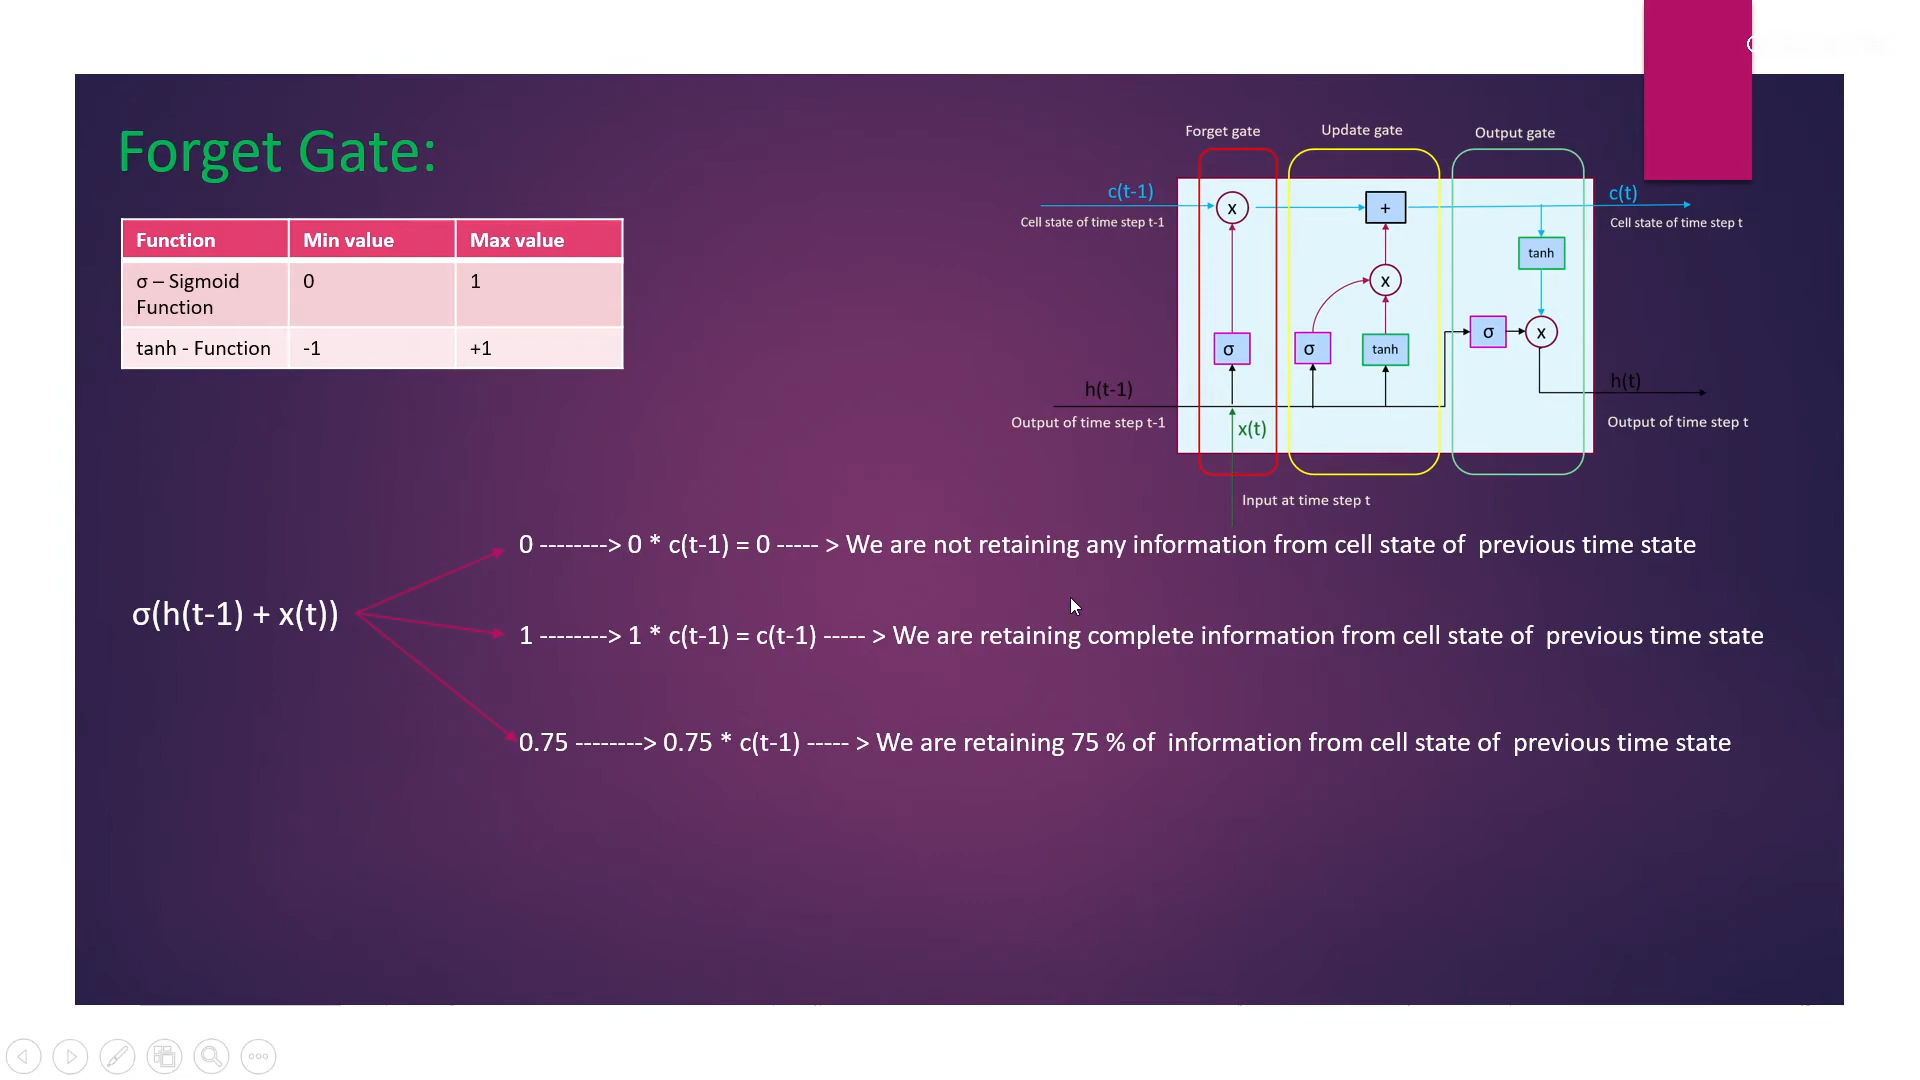 Forget Gate:
Function Min value Max value
σ – Sigmoid Function 0 1
tanh - Function -1 +1
Forget gate Update gate Output gate
c(t-1) x + c(t)
Cell state of time step t-1 Cell state of time step t
tanh
x
σ σ tanh σ x
h(t-1) h(t)
Output of time step t-1 x(t) Output of time step t
Input at time step t
σ(h(t-1) + x(t))
0 --------> 0 * c(t-1) = 0 ----- > We are not retaining any information from cell state of previous time state
1 --------> 1 * c(t-1) = c(t-1) ----- > We are retaining complete information from cell state of previous time state
0.75 --------> 0.75 * c(t-1) ----- > We are retaining 75 % of information from cell state of previous time state